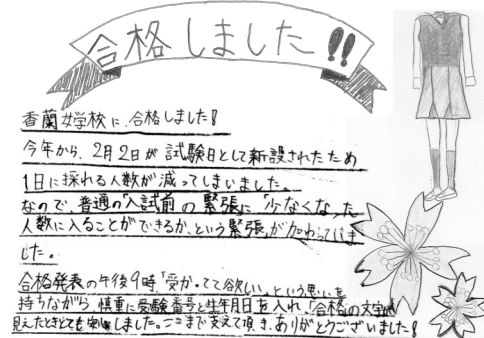 合格しました!!
香蘭女学校に、合格しました!
今年から、2月2日が試験日として新設されたため
1日に採れる人数が減ってしまいました。
なので、普通の「入試前の緊張に「少なくなった
人数に入ることができるか、という緊張」が加わっていま
した。
合格発表の午後9時、「受かってて欲しい」という思いを
持ちながら、慎重に受験番号と生年月日を入れ、「合格」の文字が
見えたときとても安心しました。ここまで支えて頂き、ありがとうございました!